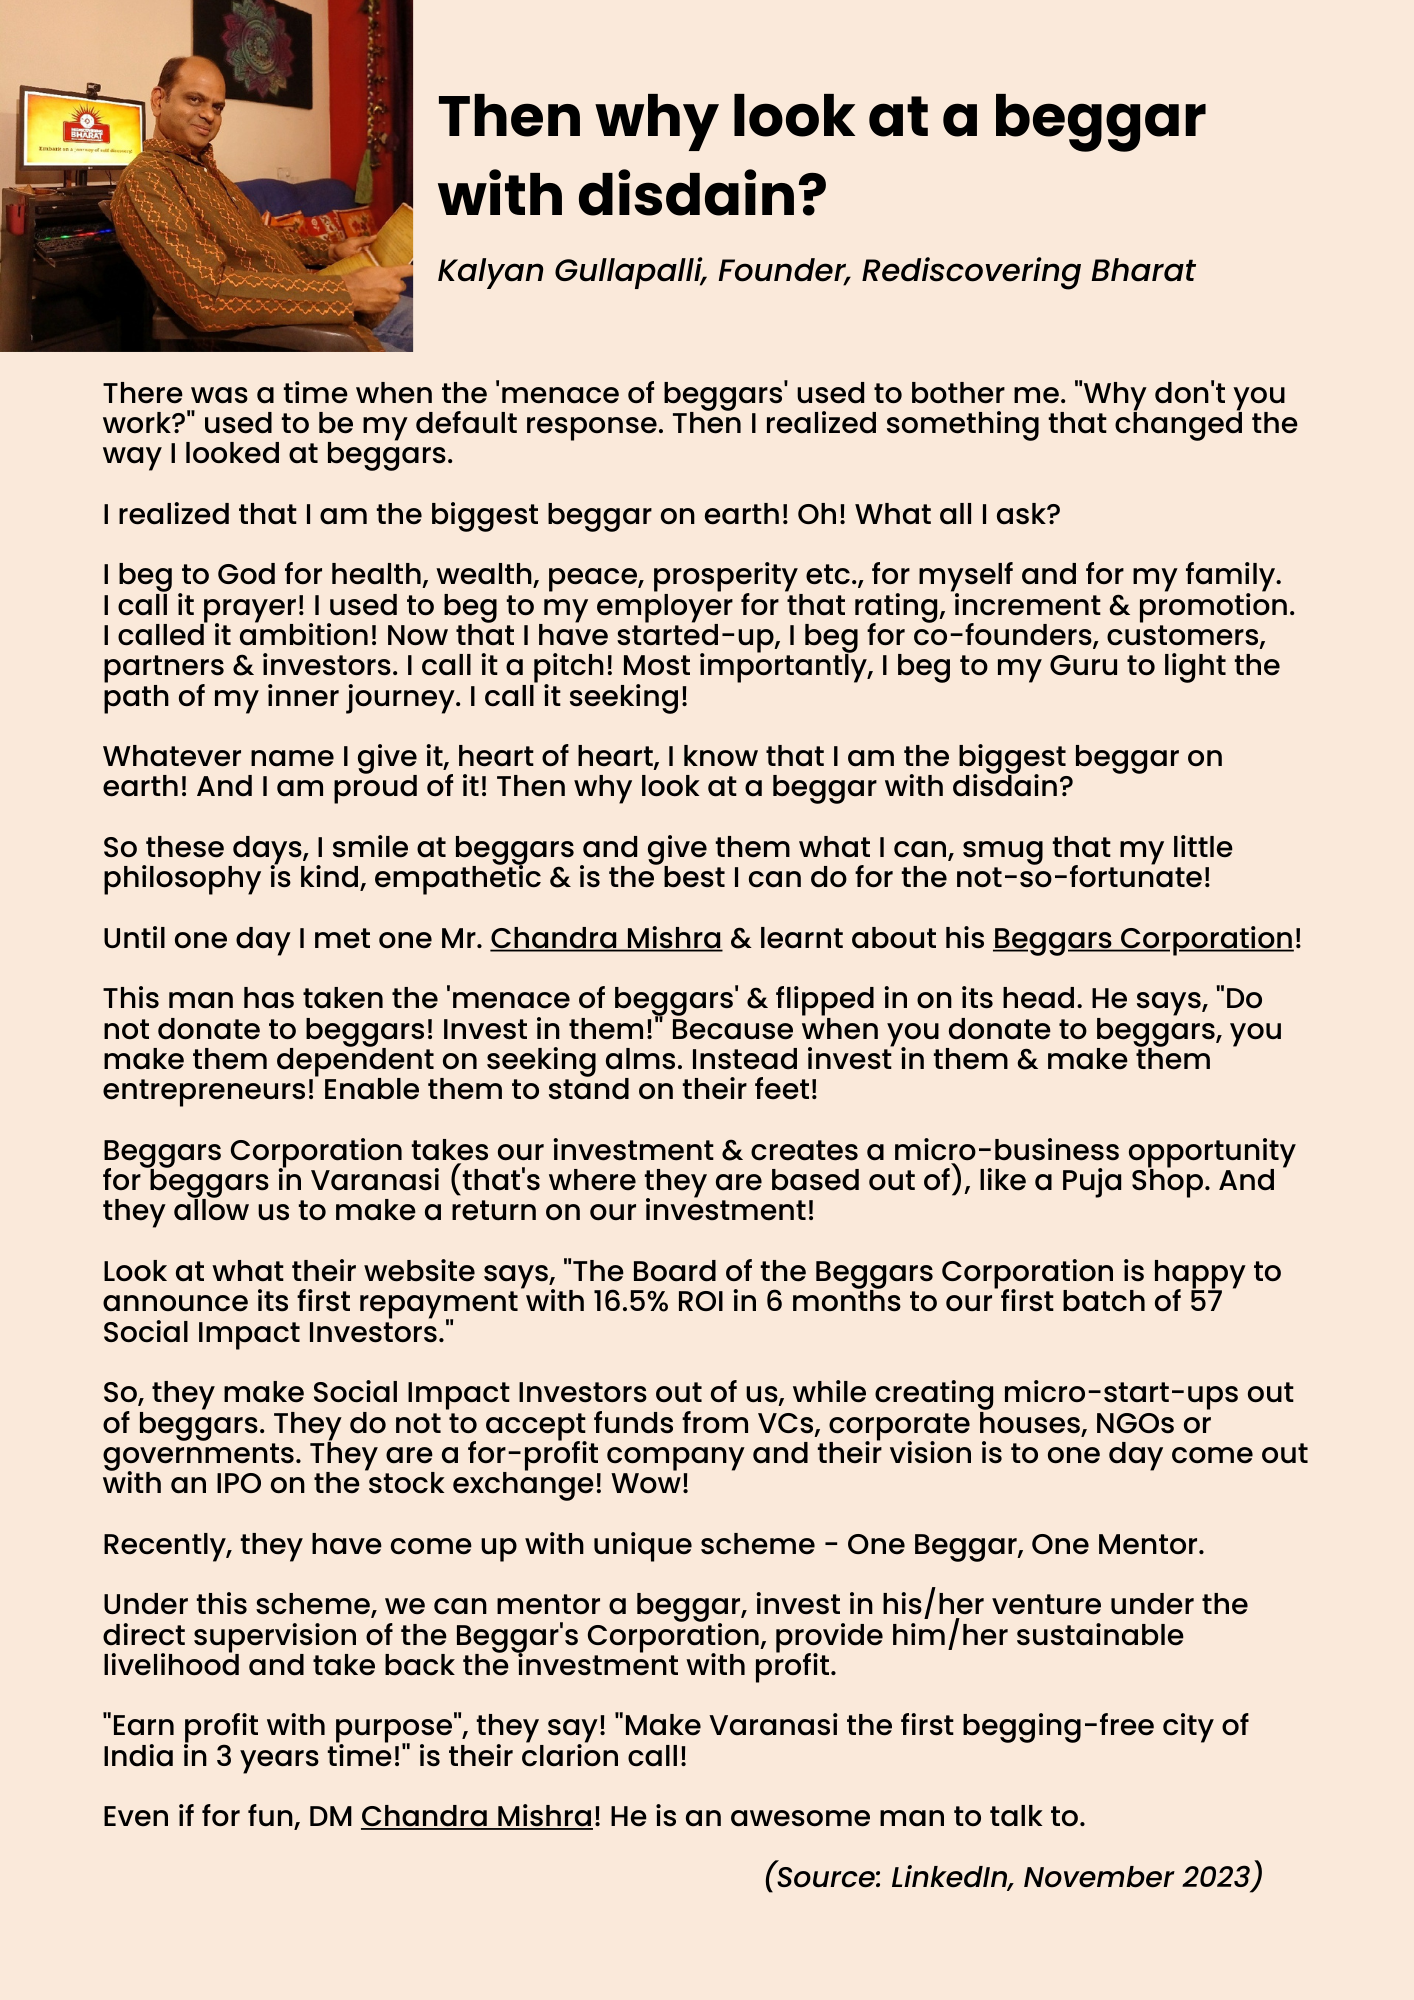 BHARAT
Then why look at a beggar
with disdain?
Kalyan Gullapalli, Founder, Rediscovering Bharat
There was a time when the 'menace of beggars' used to bother me. "Why don't you
work?" used to be my default response. Then I realized something that changed the
way I looked at beggars.
I realized that I am the biggest beggar on earth! Oh! What all I ask?
I beg to God for health, wealth, peace, prosperity etc., for myself and for my family.
I call it prayer! I used to beg to my employer for that rating, increment & promotion.
I called it ambition! Now that I have started-up, I beg for co-founders, customers,
partners & investors. I call it a pitch! Most importantly, I beg to my Guru to light the
path of my inner journey. I call it seeking!
Whatever name I give it, heart of heart, I know that I am the biggest beggar on
earth! And I am proud of it! Then why look at a beggar with disdain?
So these days, I smile at beggars and give them what I can, smug that my little
philosophy is kind, empathetic & is the best I can do for the not-so-fortunate!
Until one day I met one Mr. Chandra Mishra & learnt about his Beggars Corporation!
This man has taken the 'menace of beggars' & flipped in on its head. He says, "Do
not donate to beggars! Invest in them!" Because when you donate to beggars, you
make them dependent on seeking alms. Instead invest in them & make them
entrepreneurs! Enable them to stand on their feet!
Beggars Corporation takes our investment & creates a micro-business opportunity
for beggars in Varanasi (that's where they are based out of), like a Puja Shop. And
they allow us to make a return on our investment!
Look at what their website says, "The Board of the Beggars Corporation is happy to
announce its first repayment with 16.5% ROI in 6 months to our first batch of 57
Social Impact Investors."
So, they make Social Impact Investors out of us, while creating micro-start-ups out
of beggars. They do not to accept funds from VCs, corporate houses, NGOs or
governments. They are a for-profit company and their vision is to one day come out
with an IPO on the stock exchange! Wow!
Recently, they have come up with unique scheme - One Beggar, One Mentor.
Under this scheme, we can mentor a beggar, invest in his/her venture under the
direct supervision of the Beggar's Corporation, provide him/her sustainable
livelihood and take back the investment with profit.
"Earn profit with purpose", they say! "Make Varanasi the first begging-free city of
India in 3 years time!" is their clarion call!
Even if for fun, DM Chandra Mishra! He is an awesome man to talk to.
(Source: LinkedIn, November 2023)